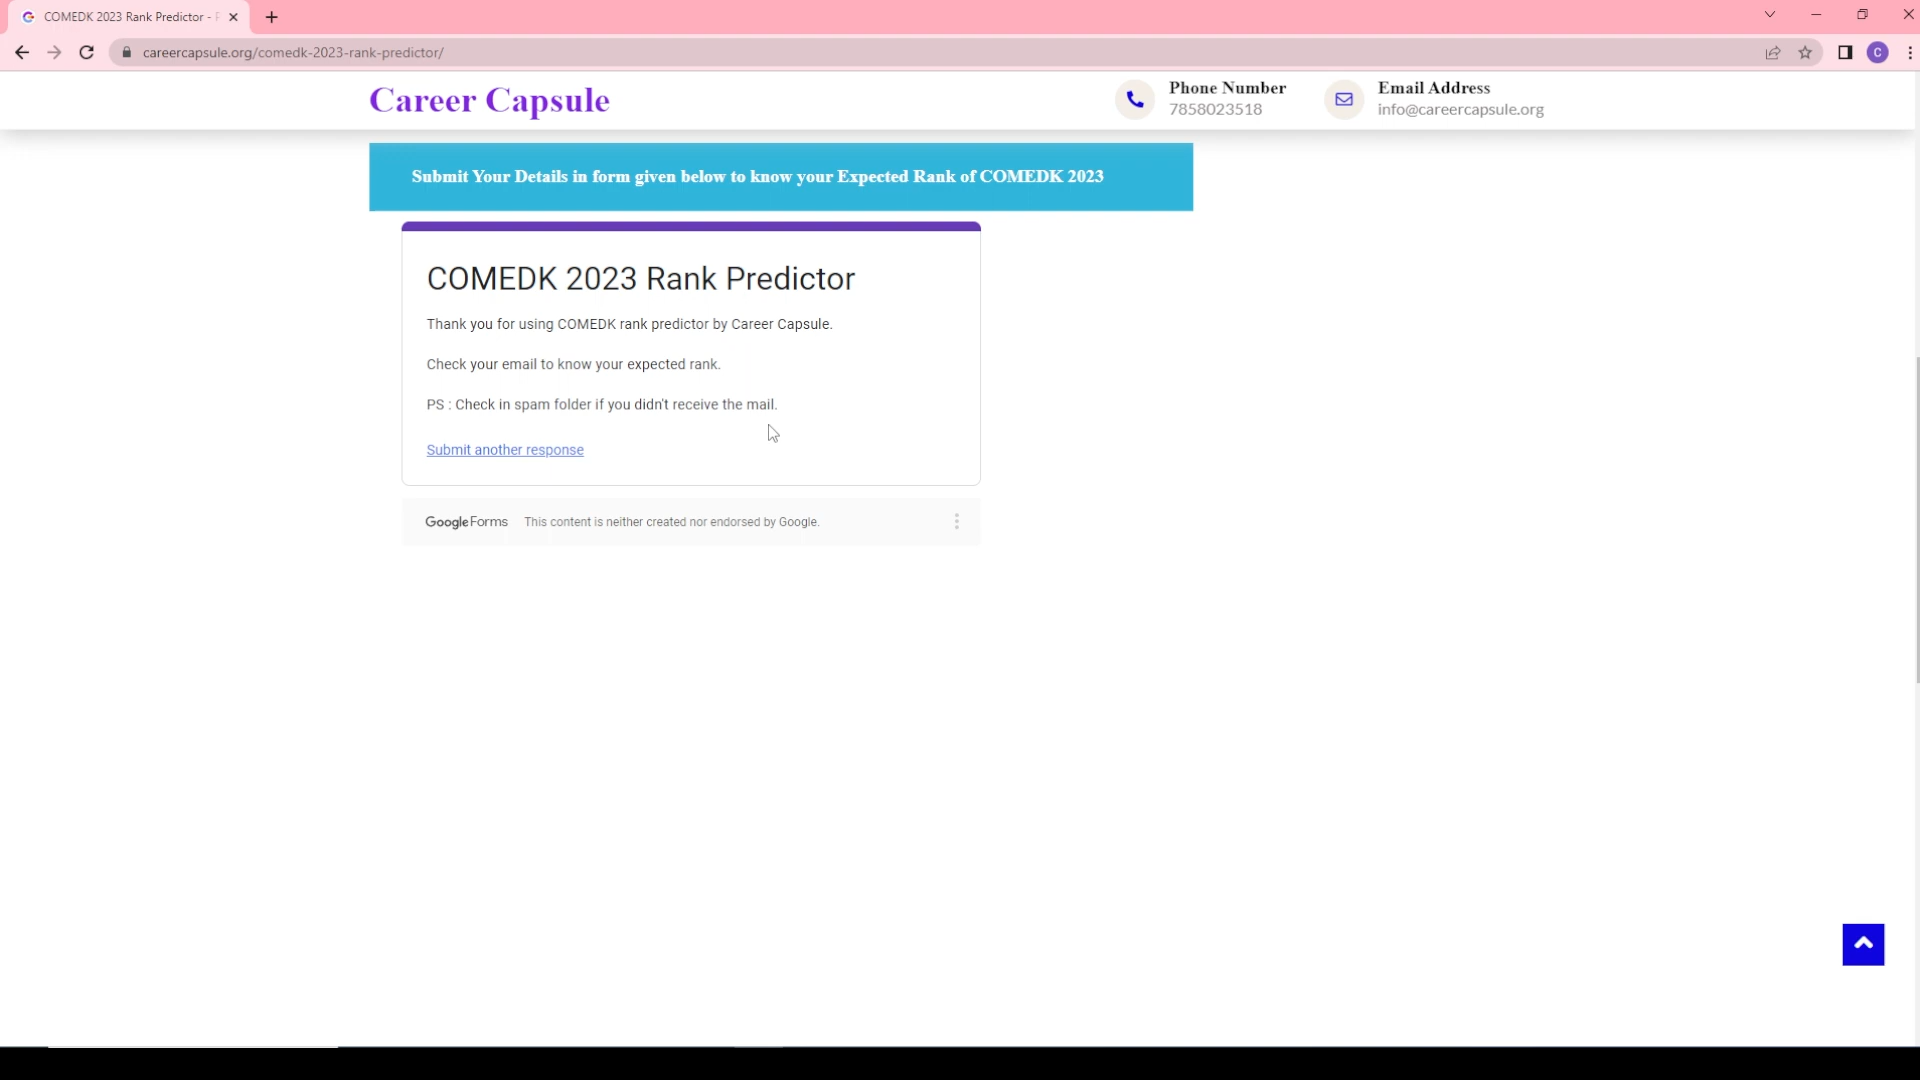 COMEDK 2023 Rank Predictor -
careercapsule.org/comedk-2023-rank-predictor/
C
Career Capsule
Phone Number
7858023518
Email Address
info@careercapsule.org
Submit Your Details in form given below to know your Expected Rank of COMEDK 2023
COMEDK 2023 Rank Predictor
Thank you for using COMEDK rank predictor by Career Capsule.
Check your email to know your expected rank.
PS : Check in spam folder if you didn't receive the mail.
Submit another response
Google Forms This content is neither created nor endorsed by Google.